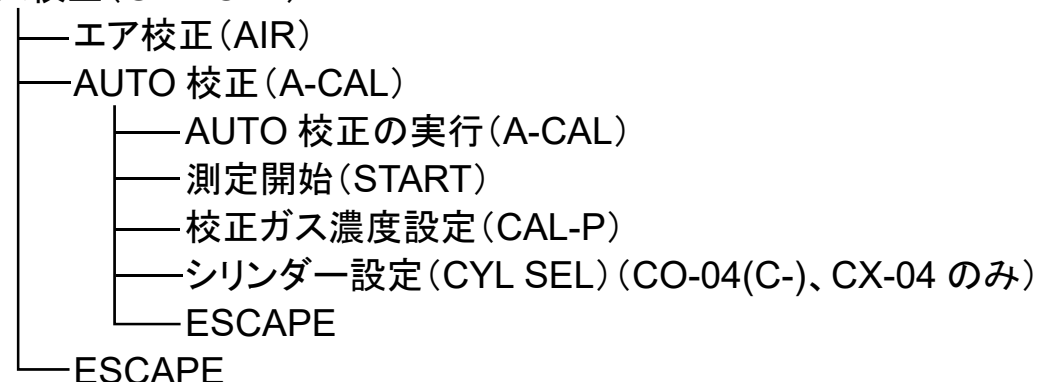 エア校正(AIR)
AUTO 校正(A-CAL)
AUTO 校正の実行(A-CAL)
測定開始(START)
校正ガス濃度設定(CAL-P)
シリンダー設定(CYL SEL)(CO-04(C-)、CX-04 のみ)
ESCAPE
ESCAPE